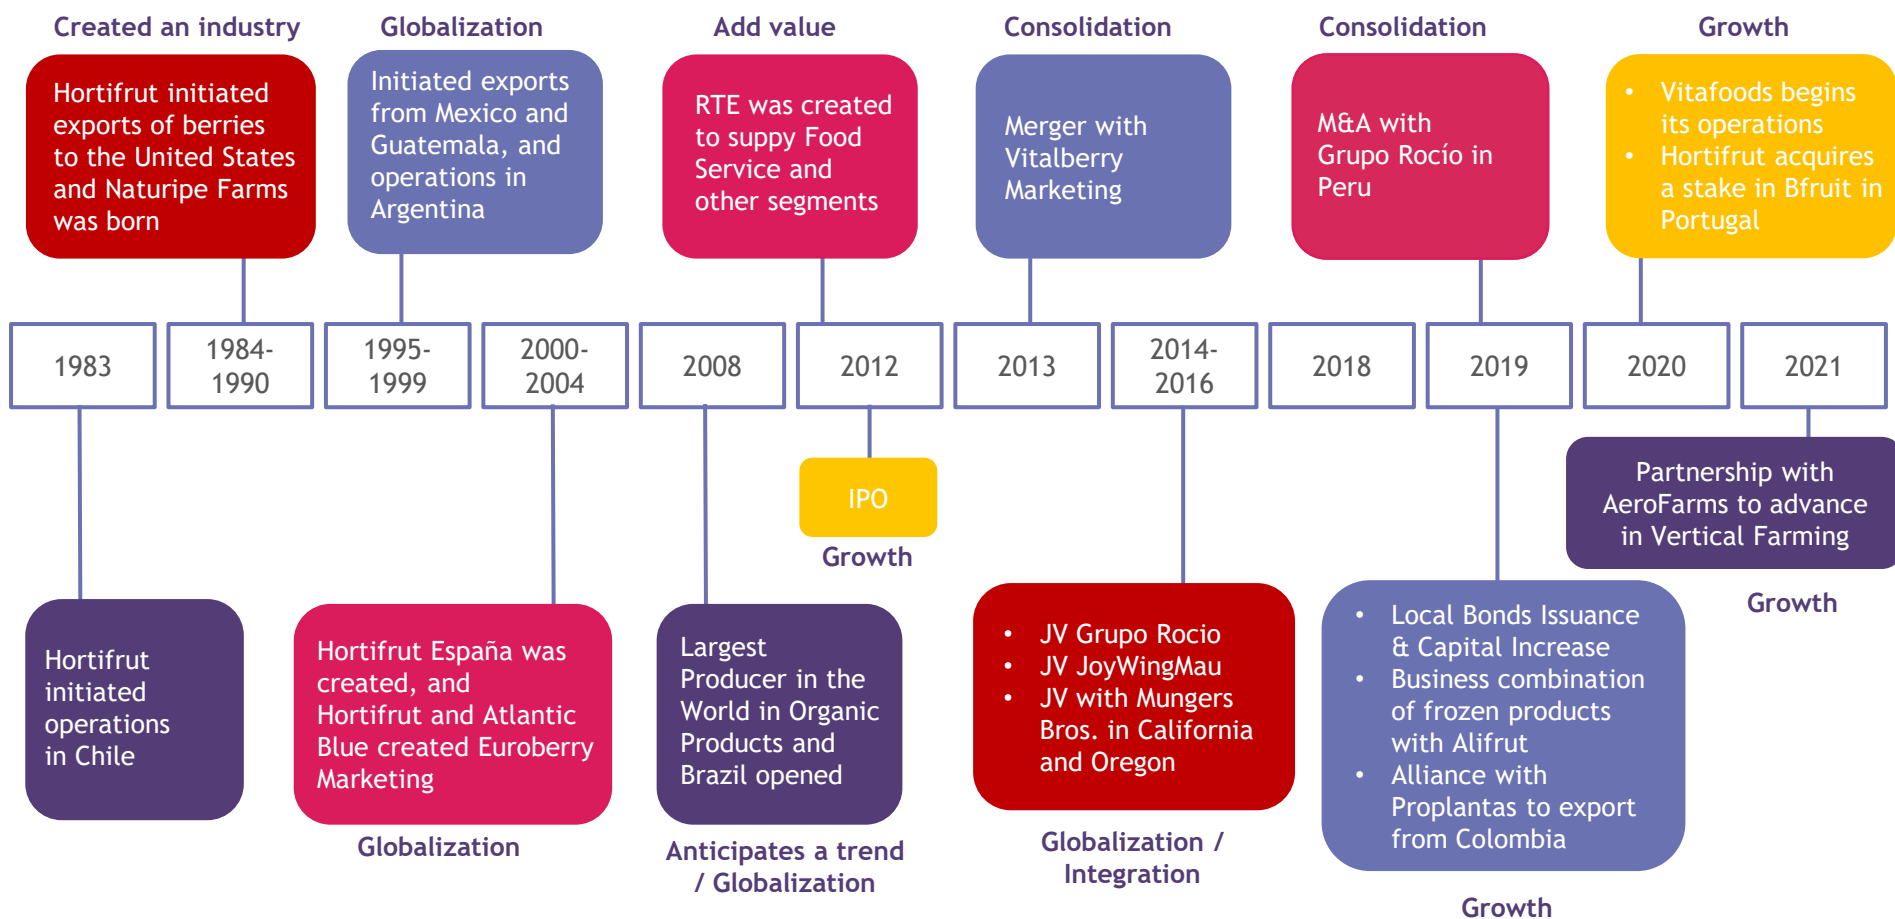 Created an industry
Globalization
Add value
Consolidation
Consolidation
Growth
Hortifrut initiated
exports of berries
to the United States
and Naturipe Farms
was born
Initiated exports
from Mexico and
Guatemala, and
operations in
Argentina
RTE was created
to suppy Food
Service and
other segments
Merger with
Vitalberry
Marketing
M&A with
Grupo Rocío in
Peru
• Vitafoods begins
its operations
• Hortifrut acquires
a stake in Bfruit in
Portugal
1983
1984-
1990
1995-
1999
2000-
2004
2008
2012
2013
2014-
2016
2018
2019
2020
2021
Hortifrut
initiated
operations
in Chile
Hortifrut España was
created, and
Hortifrut and Atlantic
Blue created Euroberry
Marketing
Globalization
Largest
Producer in the
World in Organic
Products and
Brazil opened
Anticipates a trend
/ Globalization
IPO
Growth
• JV Grupo Rocio
• JV JoyWingMau
• JV with Mungers
Bros. in California
and Oregon
Globalization /
Integration
• Local Bonds Issuance
& Capital Increase
• Business combination
of frozen products
with Alifrut
• Alliance with
Proplantas to export
from Colombia
Growth
Partnership with
AeroFarms to advance
in Vertical Farming
Growth